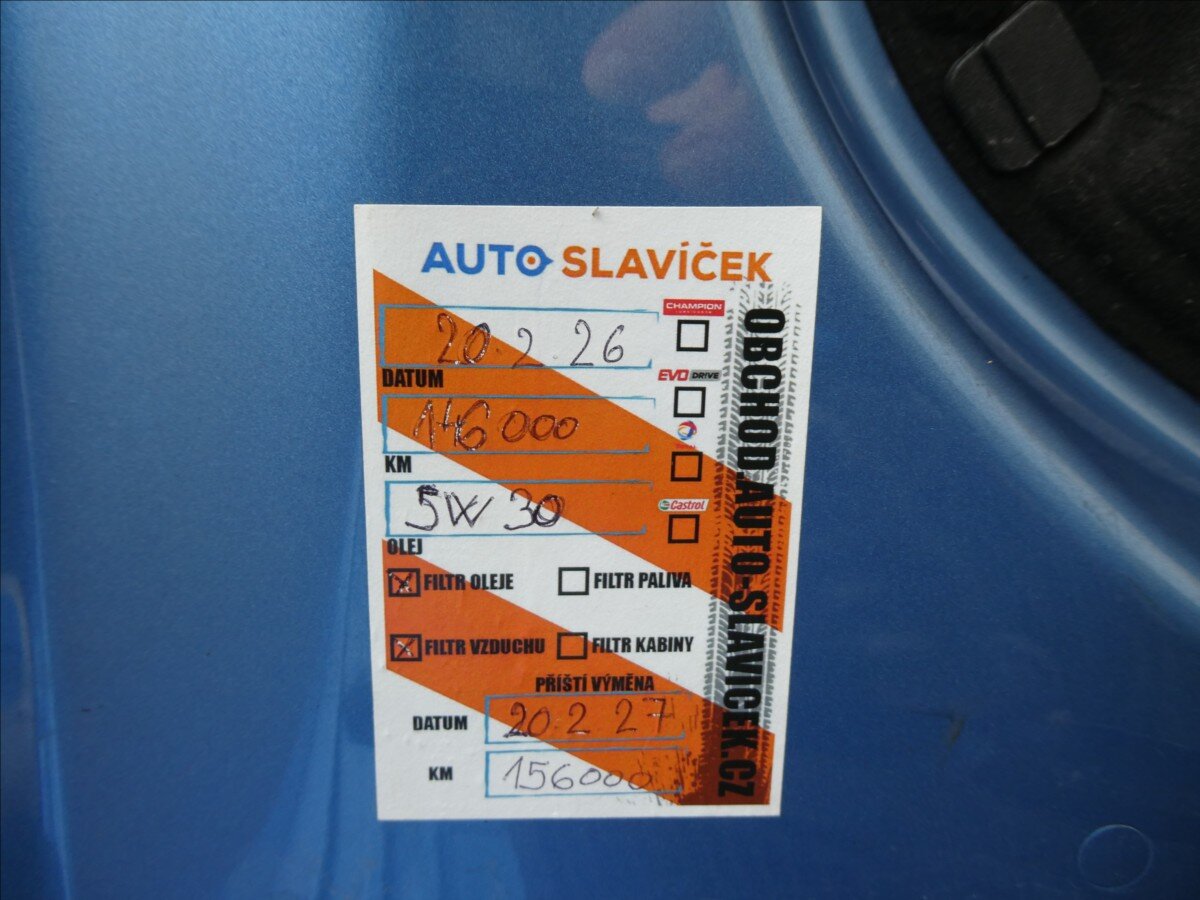 AUTO SLAVÍČEK
CHAMPION
20.2.26
DATUM
EVO DRIVE
146000
KM
Castrol
5W30
OLEJ
FILTR OLEJE FILTR PALIVA
FILTR VZDUCHU FILTR KABINY
PŘÍŠTÍ VÝMĚNA
DATUM 20.2 27
KM 156000
OBCHOD.AUTO-SLAVICEK.CZ